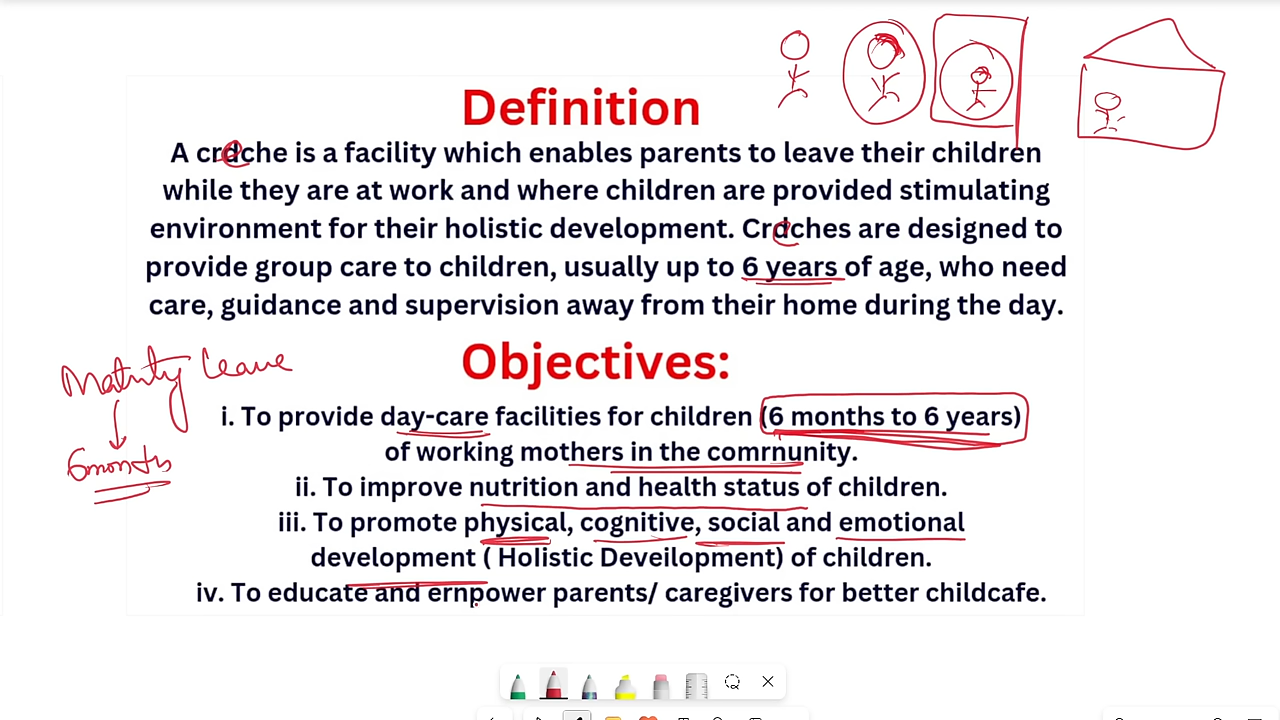 Definition
A crdche is a facility which enables parents to leave their children
while they are at work and where children are provided stimulating
environment for their holistic development. Crdches are designed to
provide group care to children, usually up to 6 years of age, who need
care, guidance and supervision away from their home during the day.
Objectives:
Matrity leave
6months
i. To provide day-care facilities for children (6 months to 6 years)
of working mothers in the comrnunity.
ii. To improve nutrition and health status of children.
iii. To promote physical, cognitive, social and emotional
development ( Holistic Deveilopment) of children.
iv. To educate and ernpower parents/ caregivers for better childcafe.